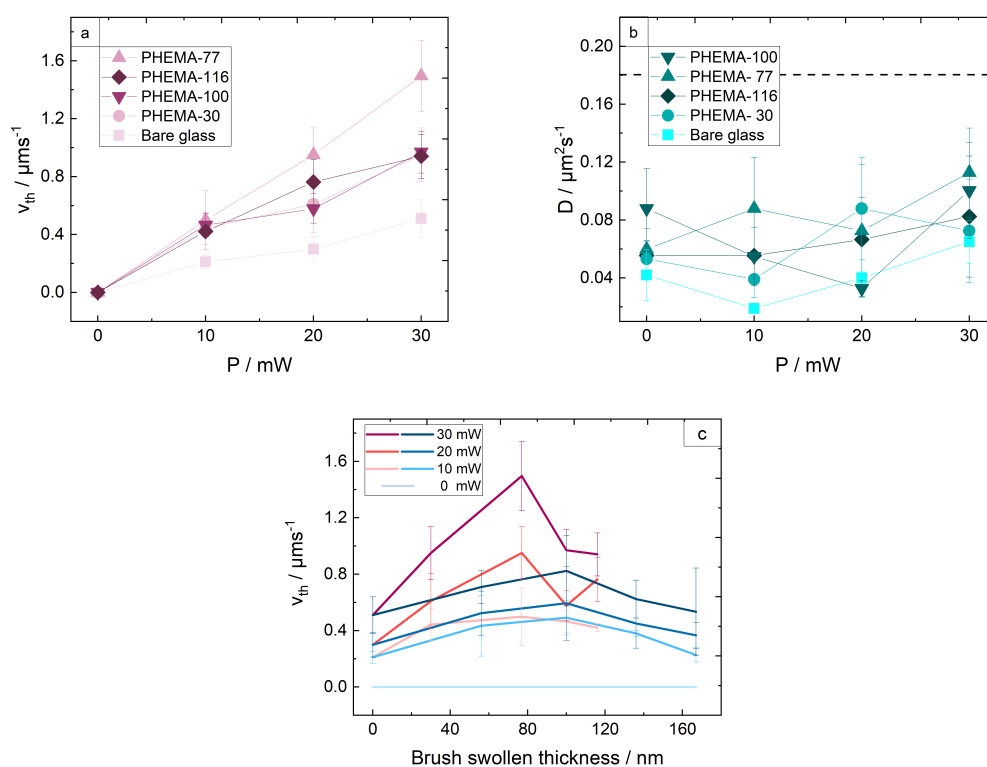 a
PHEMA-77
PHEMA-116
PHEMA-100
PHEMA-30
Bare glass
1.6
1.2
0.8
0.4
0.0
v_th / μms⁻¹
0 10 20 30
P / mW
b
PHEMA-100
PHEMA- 77
PHEMA-116
PHEMA- 30
Bare glass
0.20
0.16
0.12
0.08
0.04
D / μm²s⁻¹
0 10 20 30
P / mW
c
30 mW
20 mW
10 mW
0 mW
1.6
1.2
0.8
0.4
0.0
v_th / μms⁻¹
0 40 80 120 160
Brush swollen thickness / nm